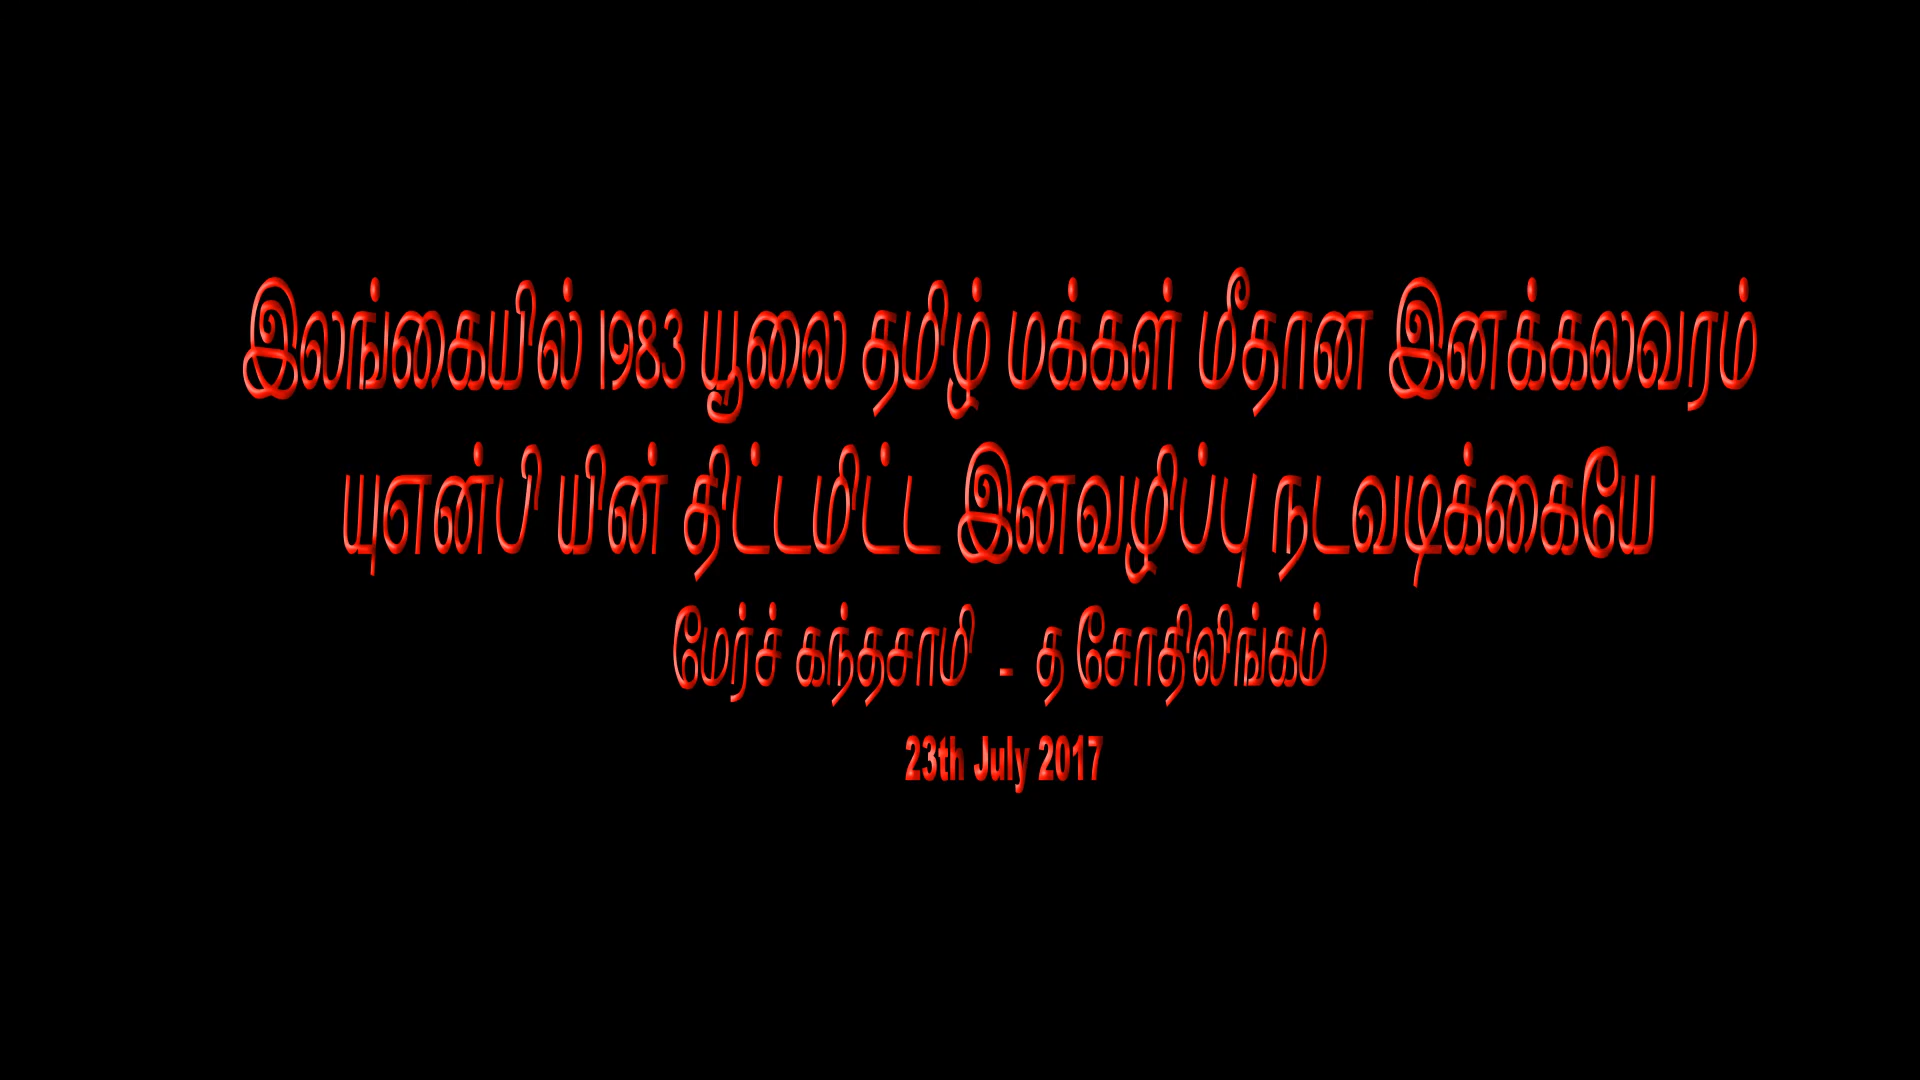 இலங்கையில் 1983 யூலை தமிழ் மக்கள் மீதான இனக்கலவரம்
யுஎன்பி யின் திட்டமிட்ட இனவழிப்பு நடவடிக்கையே
மேர்ச் கந்தசாமி - த சோதிலிங்கம்
23th July 2017